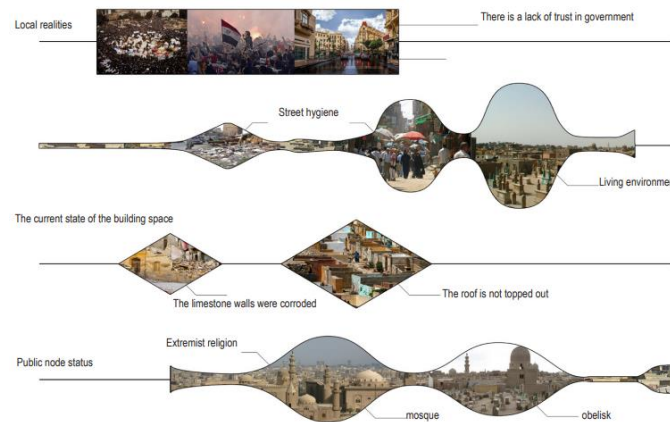 Local realities
There is a lack of trust in government
Street hygiene
Living environme
The current state of the building space
The limestone walls were corroded
The roof is not topped out
Extremist religion
Public node status
mosque
obelisk